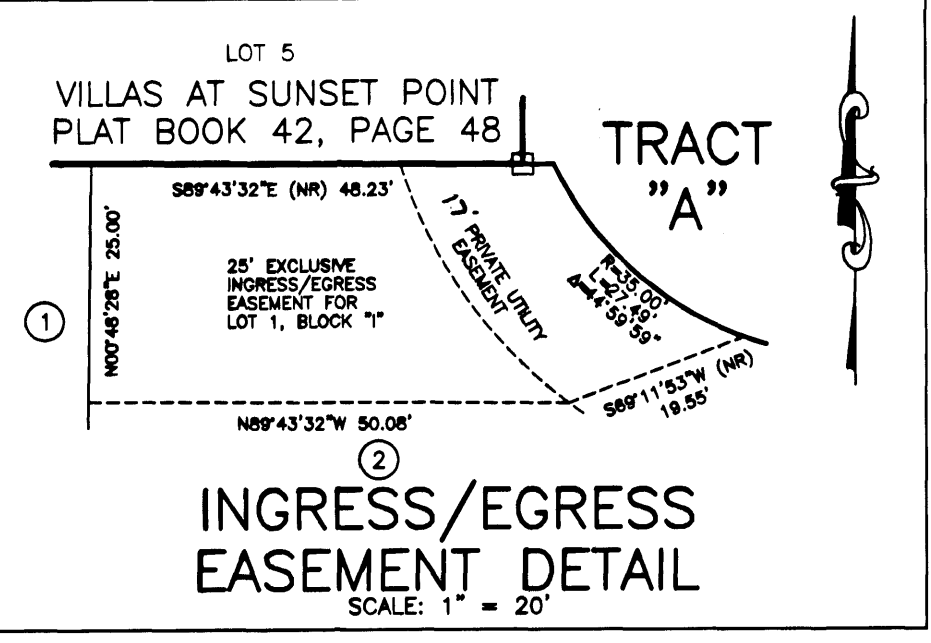 LOT 5
VILLAS AT SUNSET POINT
PLAT BOOK 42, PAGE 48
TRACT
"A"
S89°43'32"E (NR) 48.23'
N00°48'28"E 25.00'
25' EXCLUSIVE
INGRESS/EGRESS
EASEMENT FOR
LOT 1, BLOCK "I"
17' PRIVATE UTILITY
EASEMENT
R=35.00'
L=27.49'
Δ=44°59'59"
1
S69°11'53"W (NR)
19.55'
N89°43'32"W 50.08'
2
INGRESS/EGRESS
EASEMENT DETAIL
SCALE: 1" = 20'